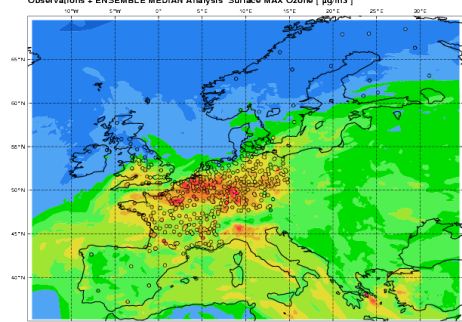 Observations + ENSEMBLE MEDIAN Analysis Surface MAX Ozone [ µg/m3 ]
10°W 5°W 0° 5°E 10°E 15°E 20°E 25°E 30°E
65°N
60°N
55°N
50°N
45°N
40°N